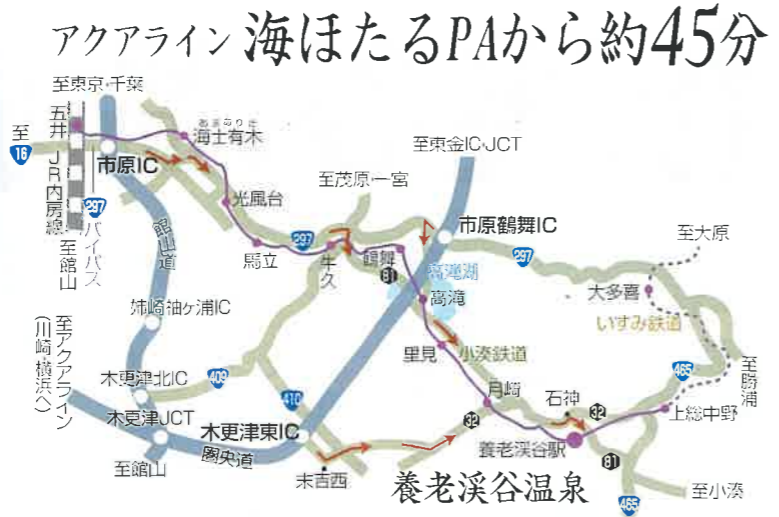 アクアライン 海ほたるPAから約45分
至東京・千葉
五井
JR内房線
至
16
市原IC
297
バイパス
至館山
館山道
海士有木
光風台
馬立
至茂原・一宮
297
牛久
鶴舞
81
至東金IC・JCT
市原鶴舞IC
高滝湖
高滝
297
至大原
大多喜
いすみ鉄道
姉崎袖ヶ浦IC
里見
小湊鉄道
至アクアライン
(川崎・横浜へ)
木更津北IC
409
410
月崎
石神
32
32
465
至勝浦
上総中野
木更津JCT
木更津東IC
圏央道
至館山
末吉西
養老渓谷駅
81
養老渓谷温泉
465
至小湊